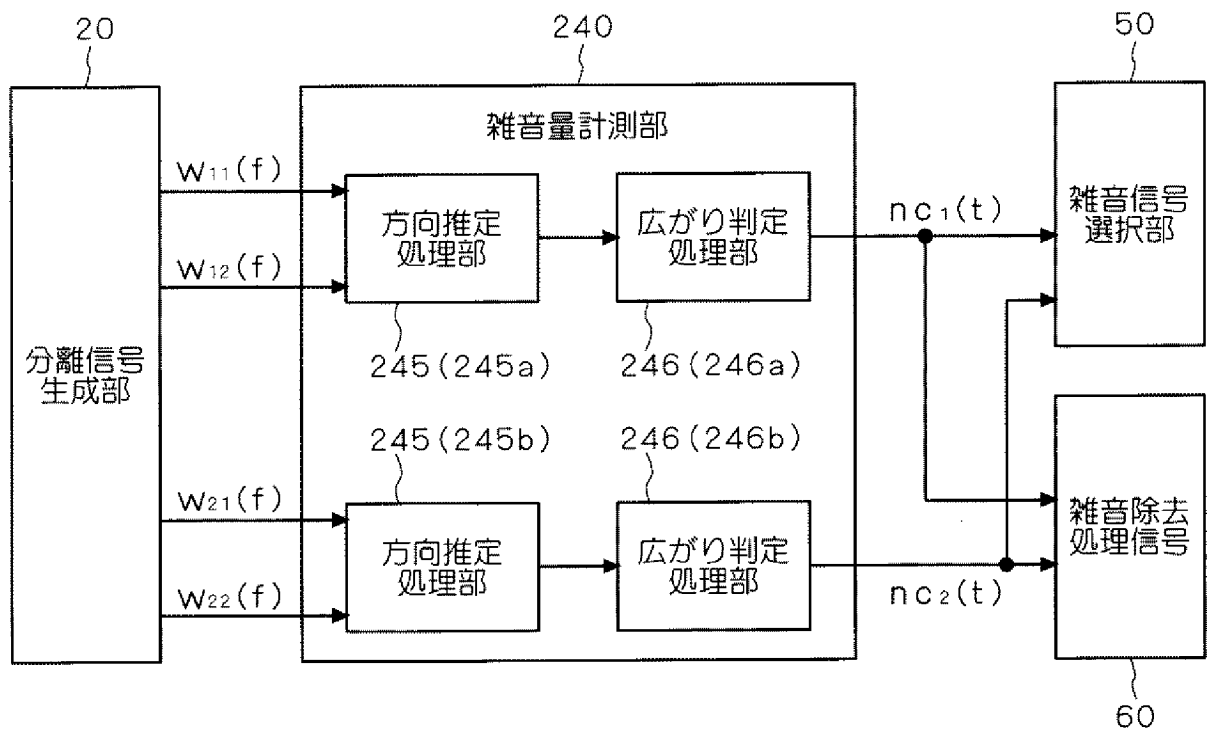 20
240
50
雑音量計測部
W₁₁(f)
W₁₂(f)
方向推定
処理部
広がり判定
処理部
nc₁(t)
雑音信号
選択部
245(245a)
246(246a)
分離信号
生成部
245(245b)
246(246b)
W₂₁(f)
W₂₂(f)
方向推定
処理部
広がり判定
処理部
nc₂(t)
雑音除去
処理信号
60